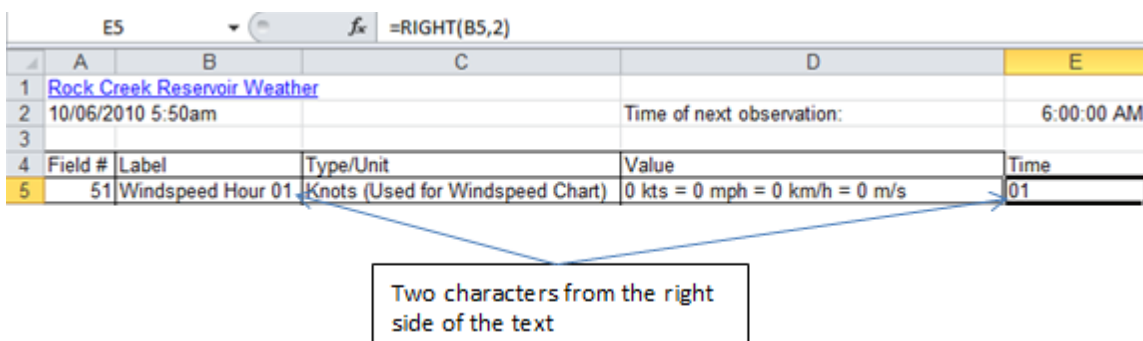 E5 fx =RIGHT(B5,2)
A B C D E
1 Rock Creek Reservoir Weather
2 10/06/2010 5:50am Time of next observation: 6:00:00 AM
3
4 Field # Label Type/Unit Value Time
5 51 Windspeed Hour 01 Knots (Used for Windspeed Chart) 0 kts = 0 mph = 0 km/h = 0 m/s 01
Two characters from the right
side of the text